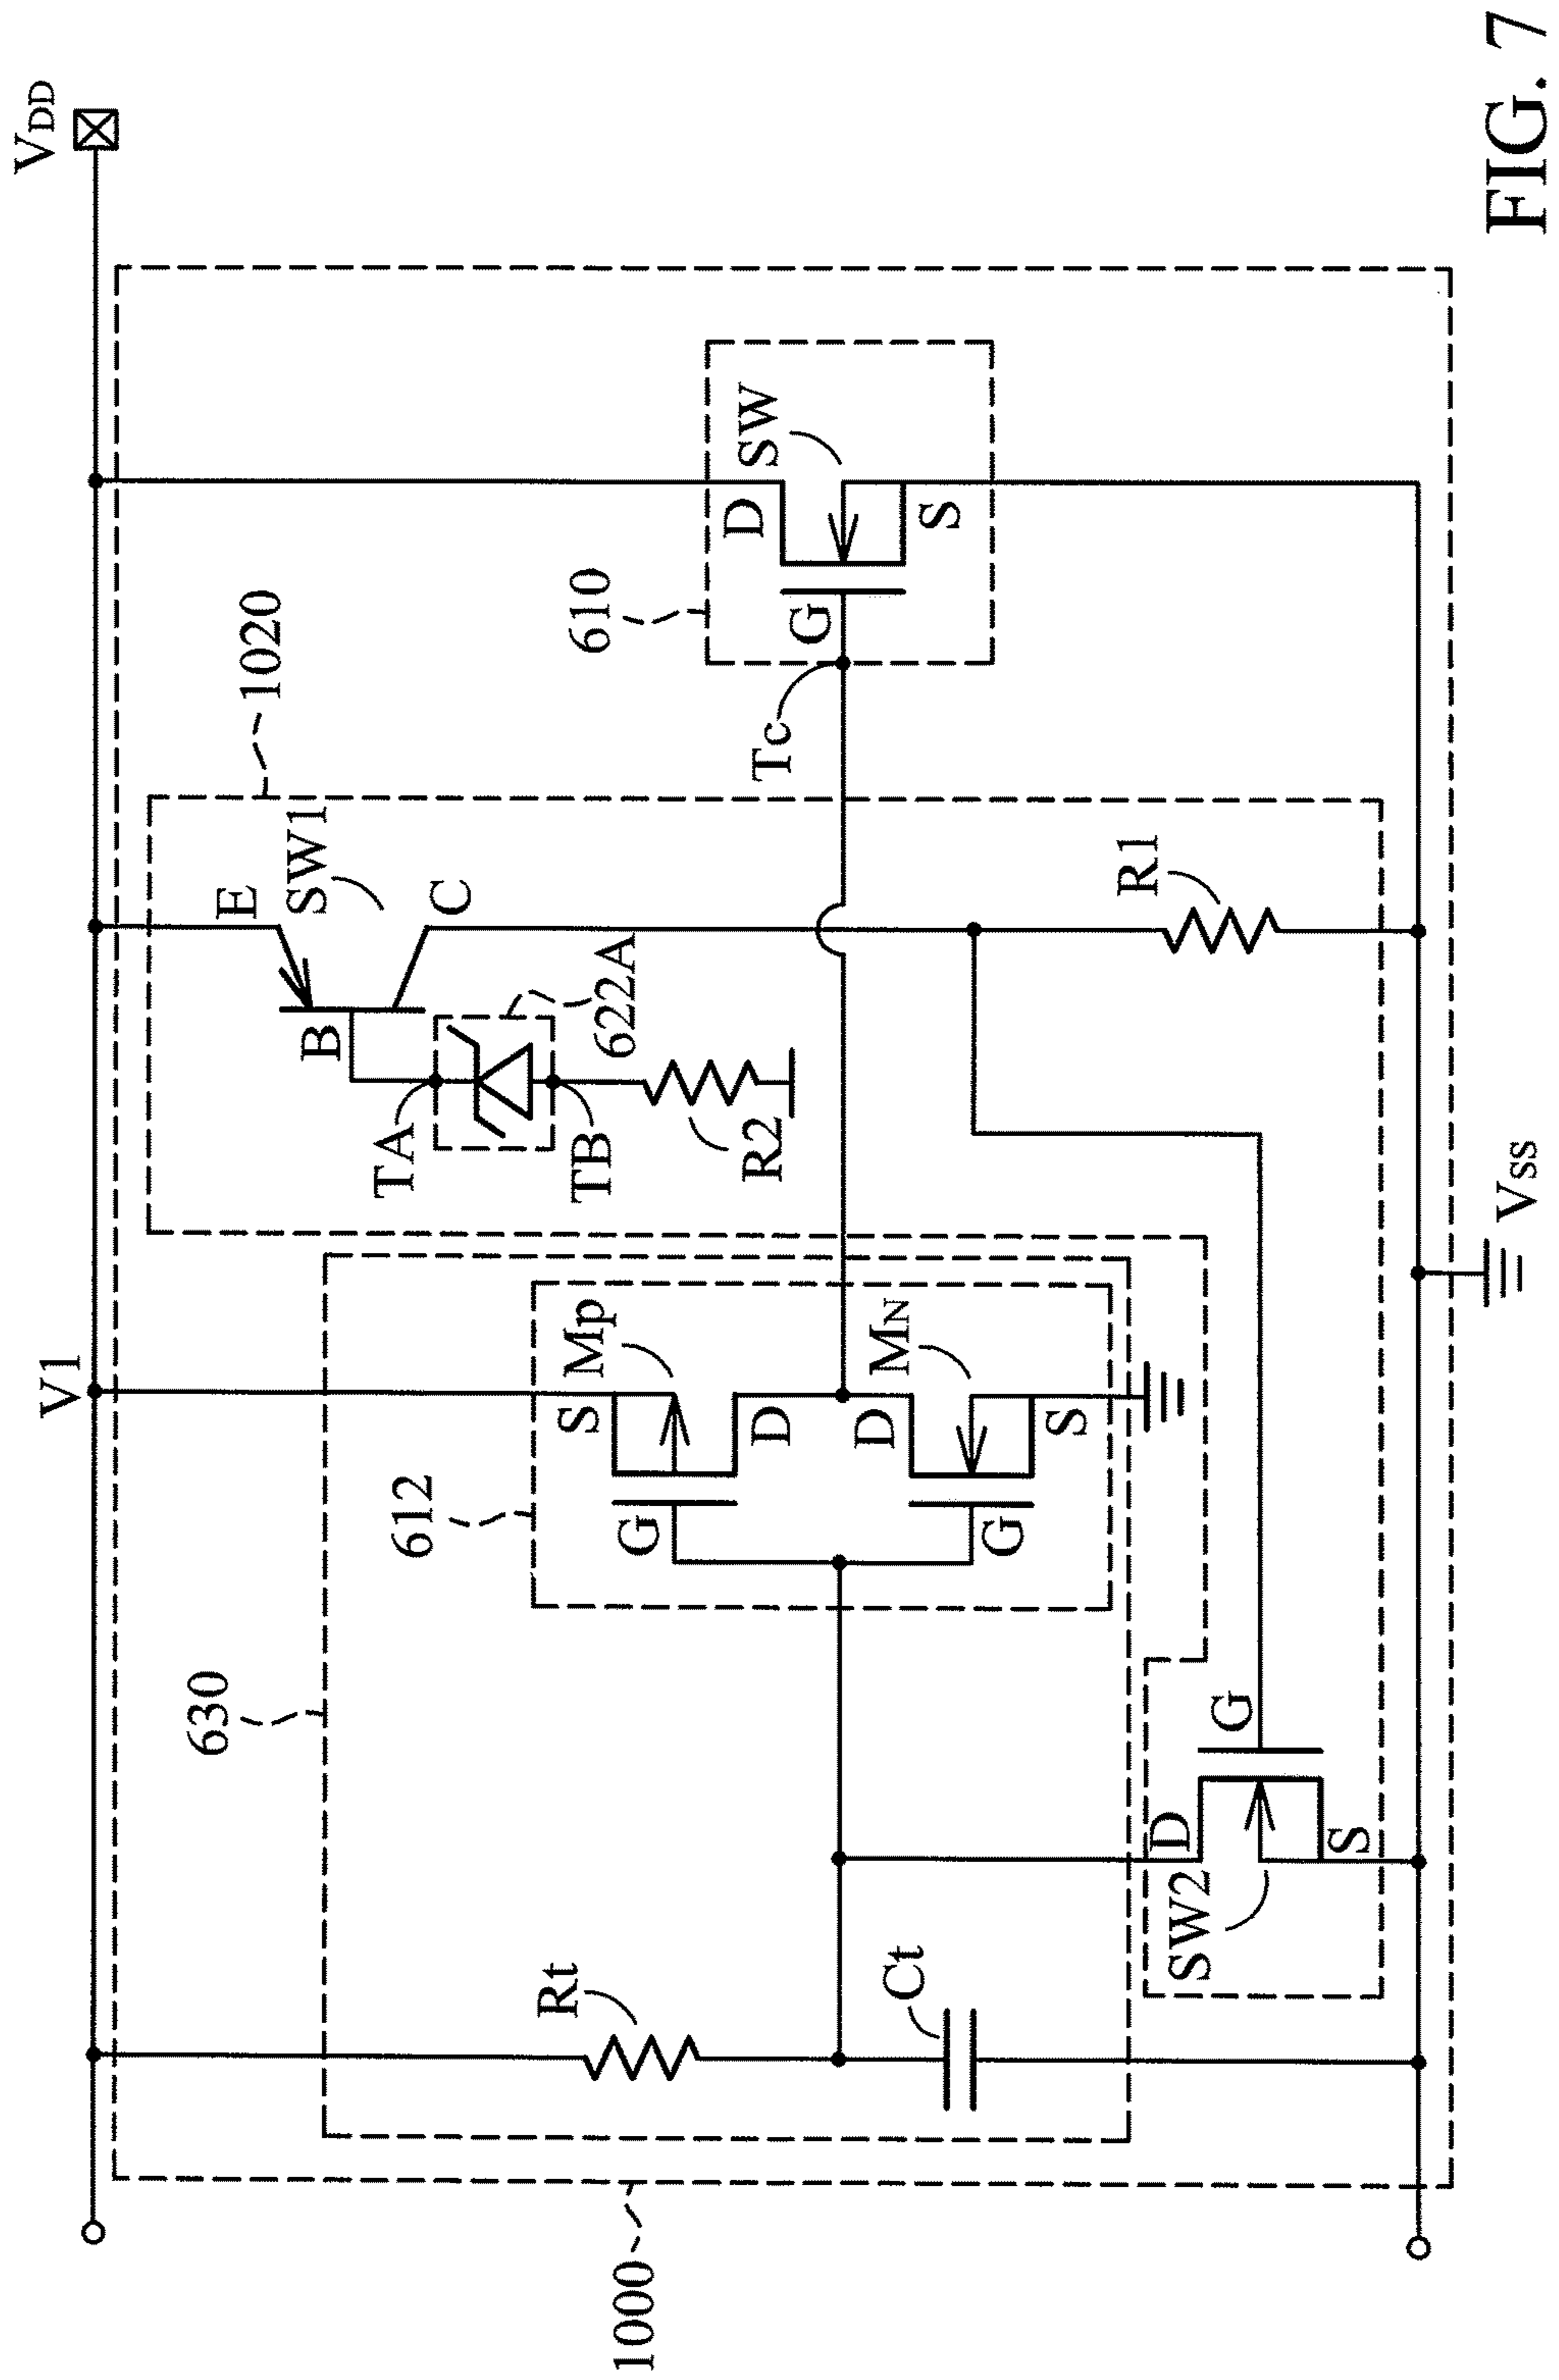 VDD
V1
1020
E
SW1
C
B
TA
622A
TB
R2
630
612
S
Mp
G
D
D
MN
G
S
610
D
SW
G
S
Tc
Rt
Ct
R1
D
G
SW2
S
1000
Vss
FIG. 7